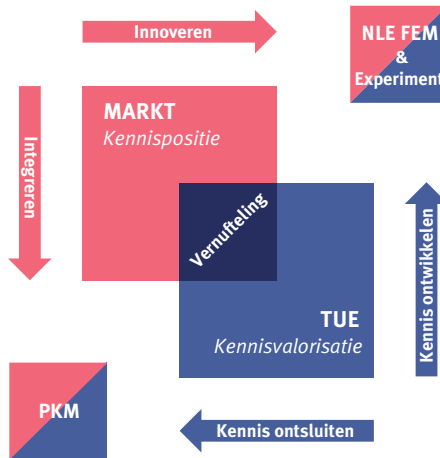 Innoveren
NLE FEM
&
Experiment
MARKT
Kennispositie
Integreren
Vernufteling
Kennis ontwikkelen
TUE
Kennisvalorisatie
PKM
Kennis ontsluiten